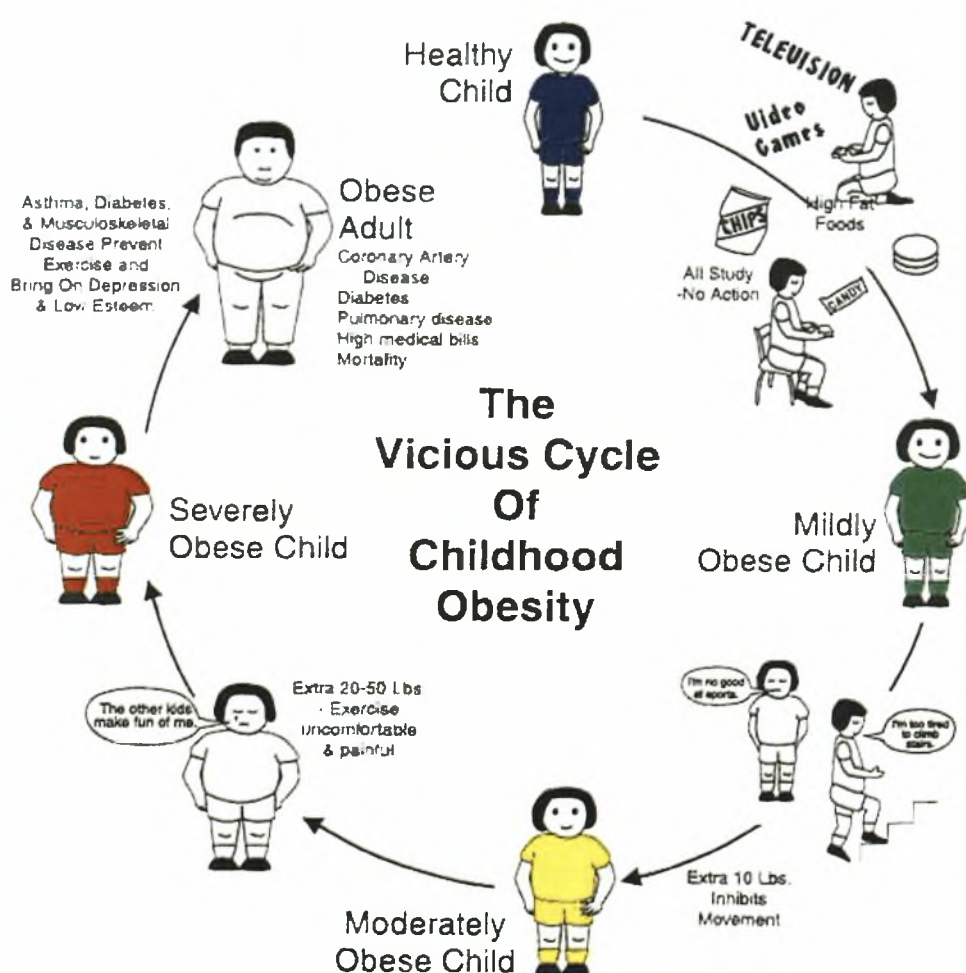 Healthy
Child
TELEVISION
Video
Games
High Fat
Foods
CHIPS
All Study
-No Action
CANDY
Mildly
Obese Child
I'm no good
at sports.
I'm too tired
to climb
stairs.
Extra 10 Lbs.
Inhibits
Movement
Moderately
Obese Child
Extra 20-50 Lbs
- Exercise
uncomfortable
& painful
The other kids
make fun of me.
Severely
Obese Child
Asthma, Diabetes,
& Musculoskeletal
Disease Prevent
Exercise and
Bring On Depression
& Low Esteem
Obese
Adult
Coronary Artery
Disease
Diabetes
Pulmonary disease
High medical bills
Mortality
The
Vicious Cycle
Of
Childhood
Obesity